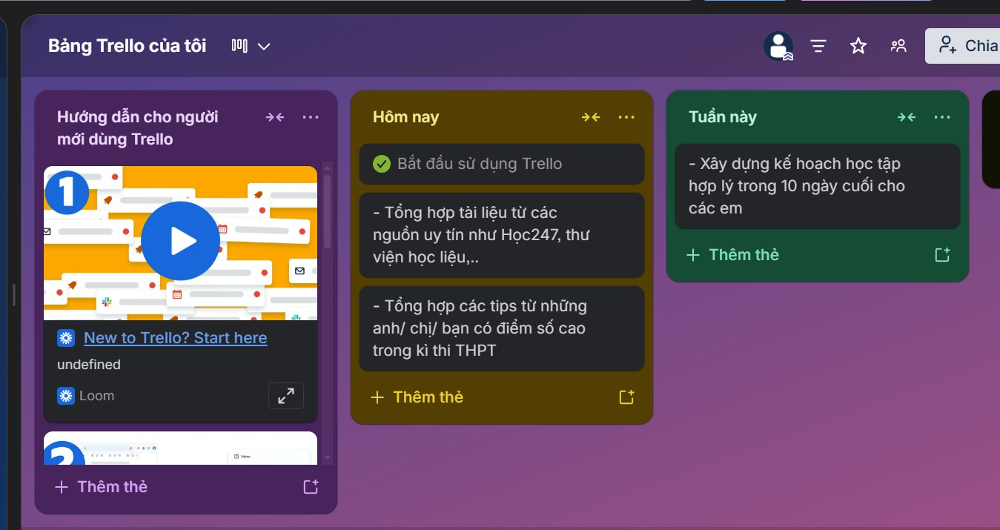 Bảng Trello của tôi
Chia
Hướng dẫn cho người
mới dùng Trello
1
New to Trello? Start here
undefined
Loom
2
Inbox
+ Thêm thẻ
Hôm nay
Bắt đầu sử dụng Trello
- Tổng hợp tài liệu từ các
nguồn uy tín như Học247, thư
viện học liệu,..
- Tổng hợp các tips từ những
anh/ chị/ bạn có điểm số cao
trong kì thi THPT
+ Thêm thẻ
Tuần này
- Xây dựng kế hoạch học tập
hợp lý trong 10 ngày cuối cho
các em
+ Thêm thẻ